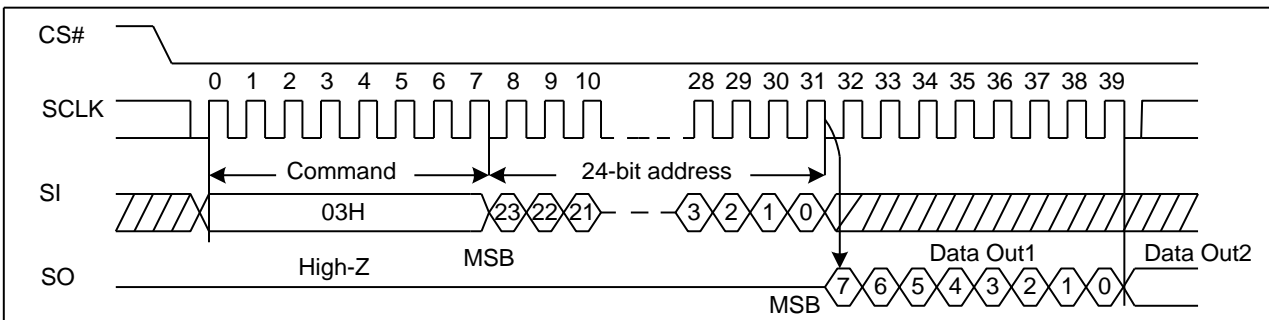 CS#
0 1 2 3 4 5 6 7 8 9 10 28 29 30 31 32 33 34 35 36 37 38 39
SCLK
Command 24-bit address
SI
03H 23 22 21 3 2 1 0
High-Z MSB Data Out1 Data Out2
SO
MSB 7 6 5 4 3 2 1 0